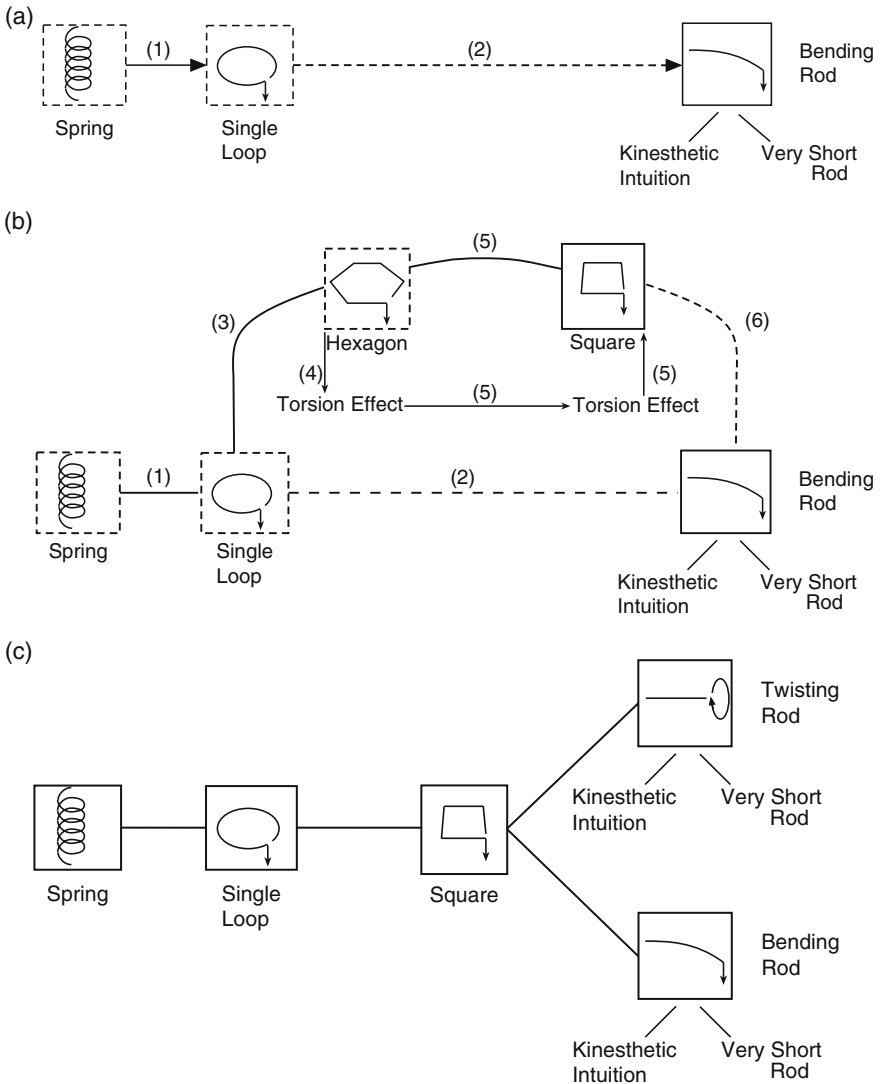 (a)
(1)
(2)
Spring
Single
Loop
Bending
Rod
Kinesthetic
Intuition
Very Short
Rod
(b)
(5)
(3)
(6)
Hexagon
Square
(4)
(5)
(5)
Torsion Effect
Torsion Effect
(1)
(2)
Spring
Single
Loop
Bending
Rod
Kinesthetic
Intuition
Very Short
Rod
(c)
Twisting
Rod
Kinesthetic
Intuition
Very Short
Rod
Spring
Single
Loop
Square
Bending
Rod
Kinesthetic
Intuition
Very Short
Rod